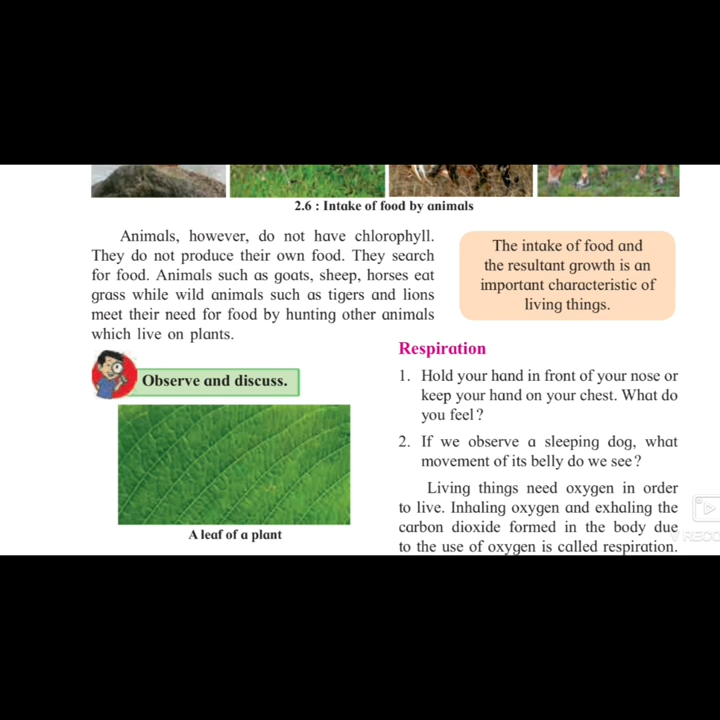 2.6 : Intake of food by animals
Animals, however, do not have chlorophyll.
They do not produce their own food. They search
for food. Animals such as goats, sheep, horses eat
grass while wild animals such as tigers and lions
meet their need for food by hunting other animals
which live on plants.
The intake of food and
the resultant growth is an
important characteristic of
living things.
Observe and discuss.
A leaf of a plant
Respiration
1. Hold your hand in front of your nose or
keep your hand on your chest. What do
you feel?
2. If we observe a sleeping dog, what
movement of its belly do we see?
Living things need oxygen in order
to live. Inhaling oxygen and exhaling the
carbon dioxide formed in the body due
to the use of oxygen is called respiration.